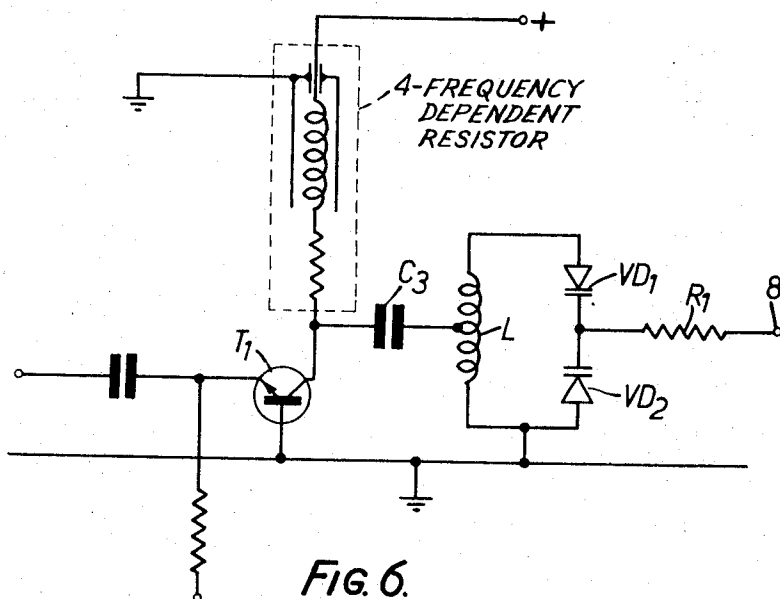 +
4-FREQUENCY
DEPENDENT
RESISTOR
C3
VD1
R1
8
L
T1
VD2
FIG. 6.